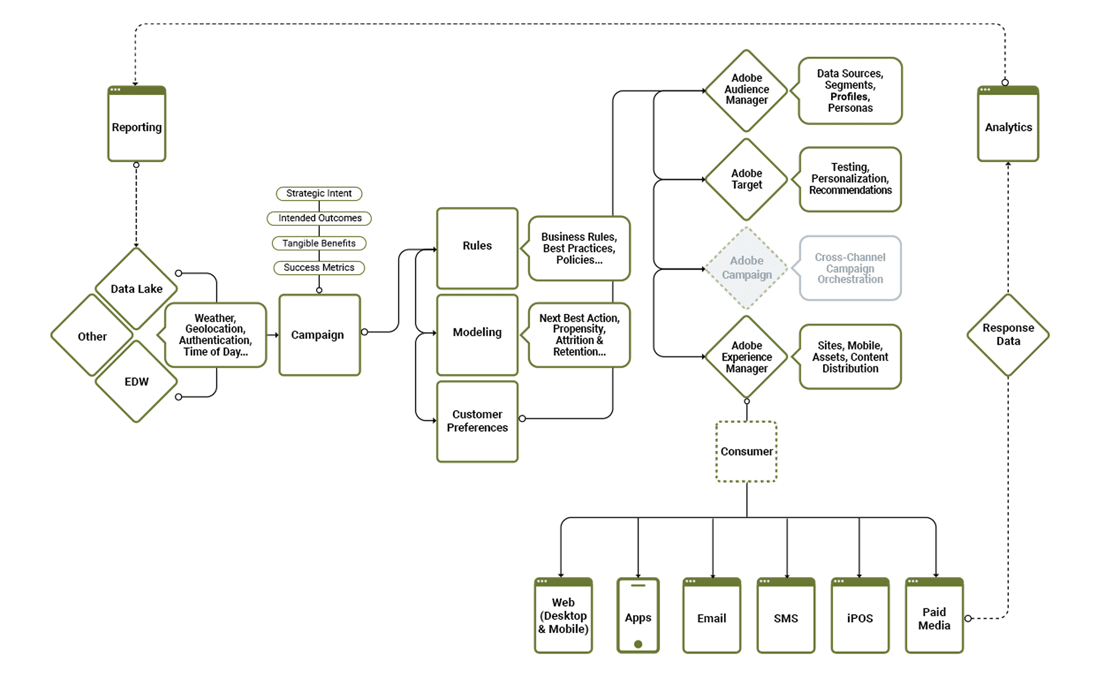 Reporting
Data Lake
Other
EDW
Weather,
Geolocation,
Authentication,
Time of Day...
Strategic Intent
Intended Outcomes
Tangible Benefits
Success Metrics
Campaign
Rules
Business Rules,
Best Practices,
Policies...
Modeling
Next Best Action,
Propensity,
Attrition &
Retention...
Customer
Preferences
Adobe
Audience
Manager
Data Sources,
Segments,
Profiles,
Personas
Adobe
Target
Testing,
Personalization,
Recommendations
Adobe
Campaign
Cross-Channel
Campaign
Orchestration
Adobe
Experience
Manager
Sites, Mobile,
Assets, Content
Distribution
Consumer
Web
(Desktop
& Mobile)
Apps
Email
SMS
iPOS
Paid
Media
Response
Data
Analytics